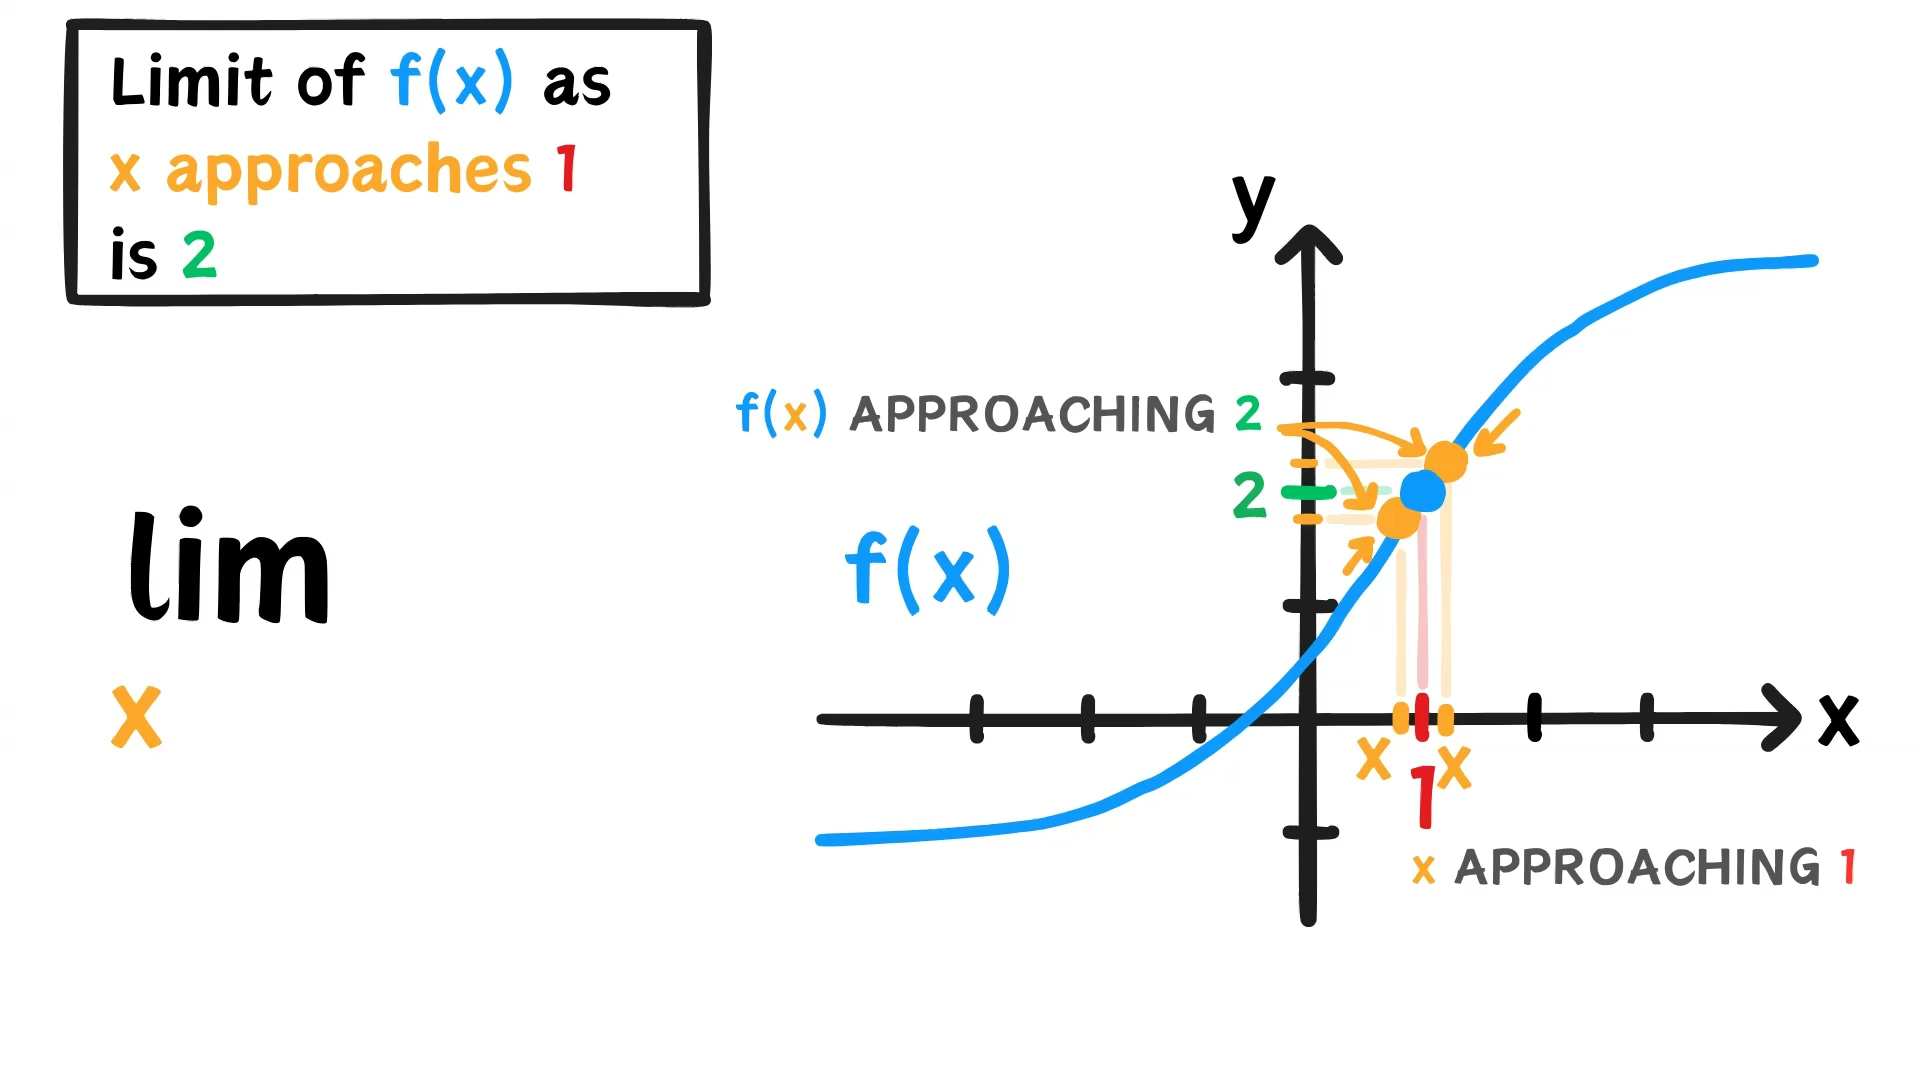 Limit of f(x) as
x approaches 1
is 2
y
f(x) APPROACHING 2
2
lim
f(x)
x
x
x
1
x
x APPROACHING 1